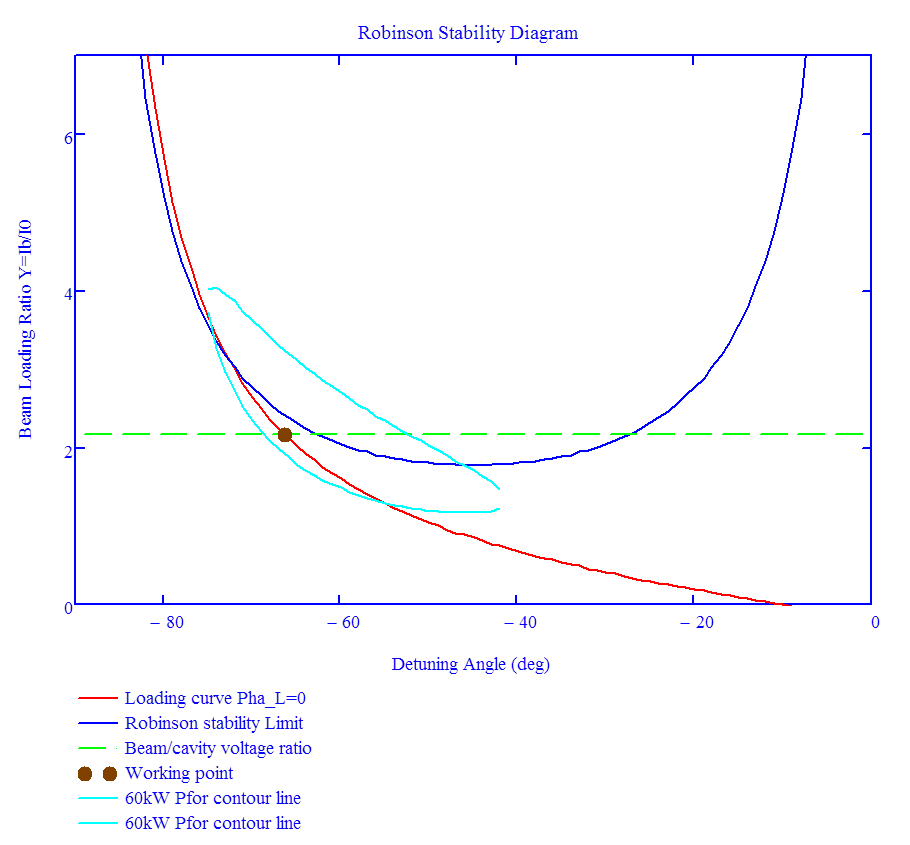 Robinson Stability Diagram
Beam Loading Ratio Y=Ib/I0
6
4
2
0
− 80
− 60
− 40
− 20
0
Detuning Angle (deg)
Loading curve Pha_L=0
Robinson stability Limit
Beam/cavity voltage ratio
Working point
60kW Pfor contour line
60kW Pfor contour line